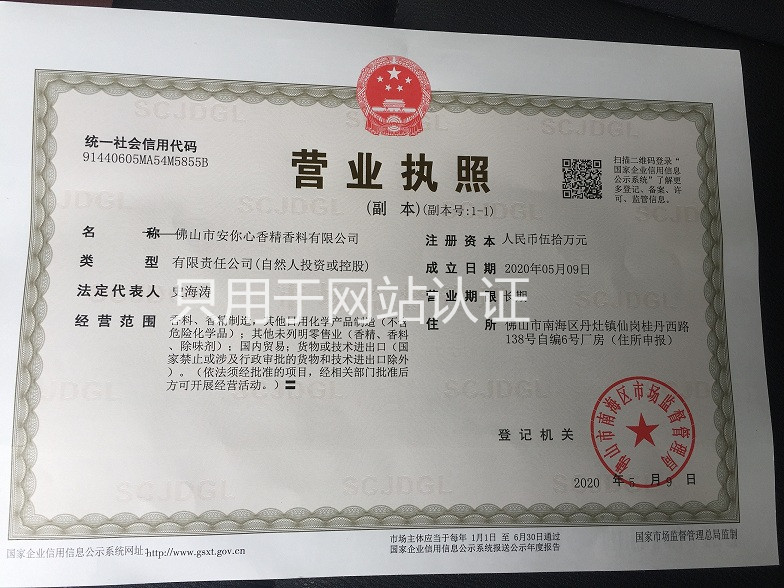 统一社会信用代码
91440605MA54M5855B
营业执照
(副 本)(副本号:1-1)
扫描二维码登录"
国家企业信用信息
公示系统"了解更
多登记、备案、许
可、监管信息。
名 称 佛山市安你心香精香料有限公司
类 型 有限责任公司(自然人投资或控股)
法定代表人 史海涛
经营范围 香料、香精制造;其他日用化学产品制造(不含
危险化学品);其他未列明零售业(香精、香料
、除味剂);国内贸易;货物或技术进出口(国
家禁止或涉及行政审批的货物和技术进出口除外
)。(依法须经批准的项目,经相关部门批准后
方可开展经营活动。)〓
注册资本 人民币伍拾万元
成立日期 2020年05月09日
营业期限 长期
住 所 佛山市南海区丹灶镇仙岗桂丹西路
138号自编6号厂房(住所申报)
只用于网站认证
登记机关
佛山市南海区市场监督管理局
2020 年 5 月 9 日
国家企业信用信息公示系统网址:http://www.gsxt.gov.cn
市场主体应当于每年 1月1日 至 6月30日通过
国家企业信用信息公示系统报送公示年度报告
国家市场监督管理总局监制
SCJDGL
SCJDGL
SCJDGL
SCJDGL
SCJDGL
SCJDGL
SCJDGL
SCJDGL